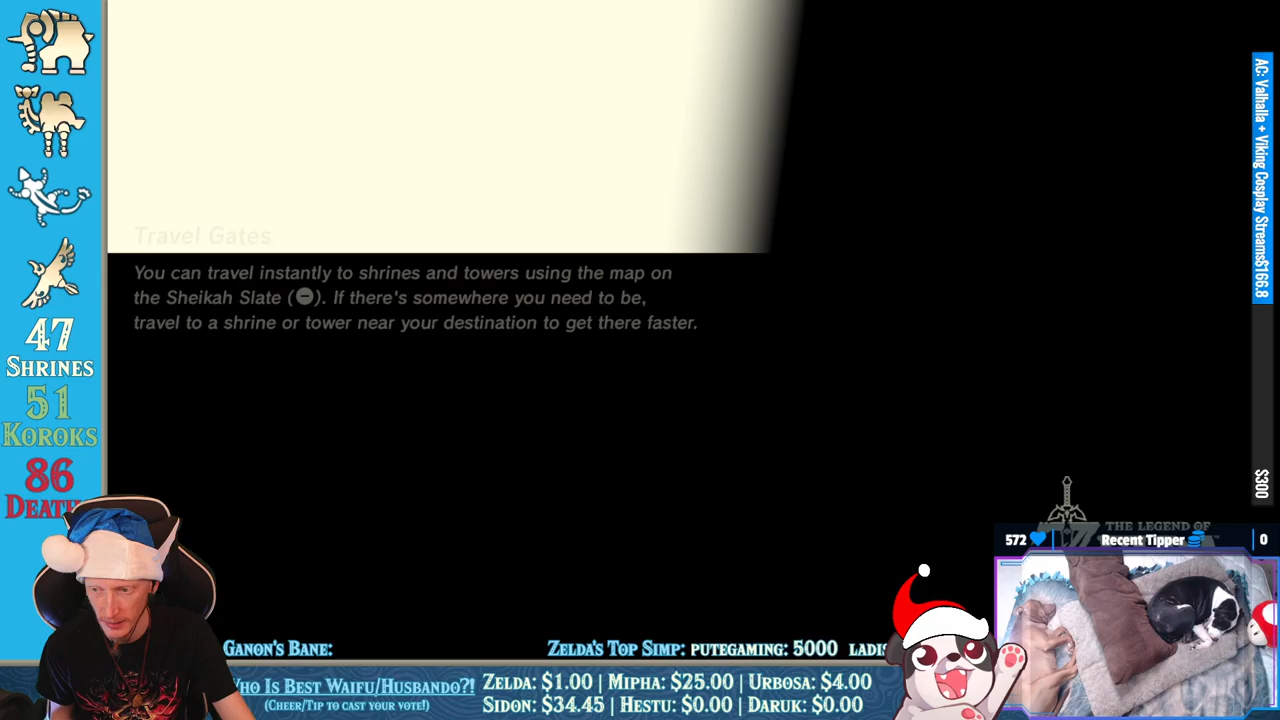 47
SHRINES
51
KOROKS
86
Travel Gates
You can travel instantly to shrines and towers using the map on
the Sheikah Slate (−). If there's somewhere you need to be,
travel to a shrine or tower near your destination to get there faster.
AC: Valhalla + Viking Cosplay Streams$166.8
$300
THE LEGEND OF
572
Recent Tipper
0
GANON'S BANE:
ZELDA'S TOP SIMP: PUTEGAMING: 5000
WHO IS BEST WAIFU/HUSBANDO?!
(CHEER/TIP TO CAST YOUR VOTE!)
ZELDA: $1.00 | MIPHA: $25.00 | URBOSA: $4.00
SIDON: $34.45 | HESTU: $0.00 | DARUK: $0.00